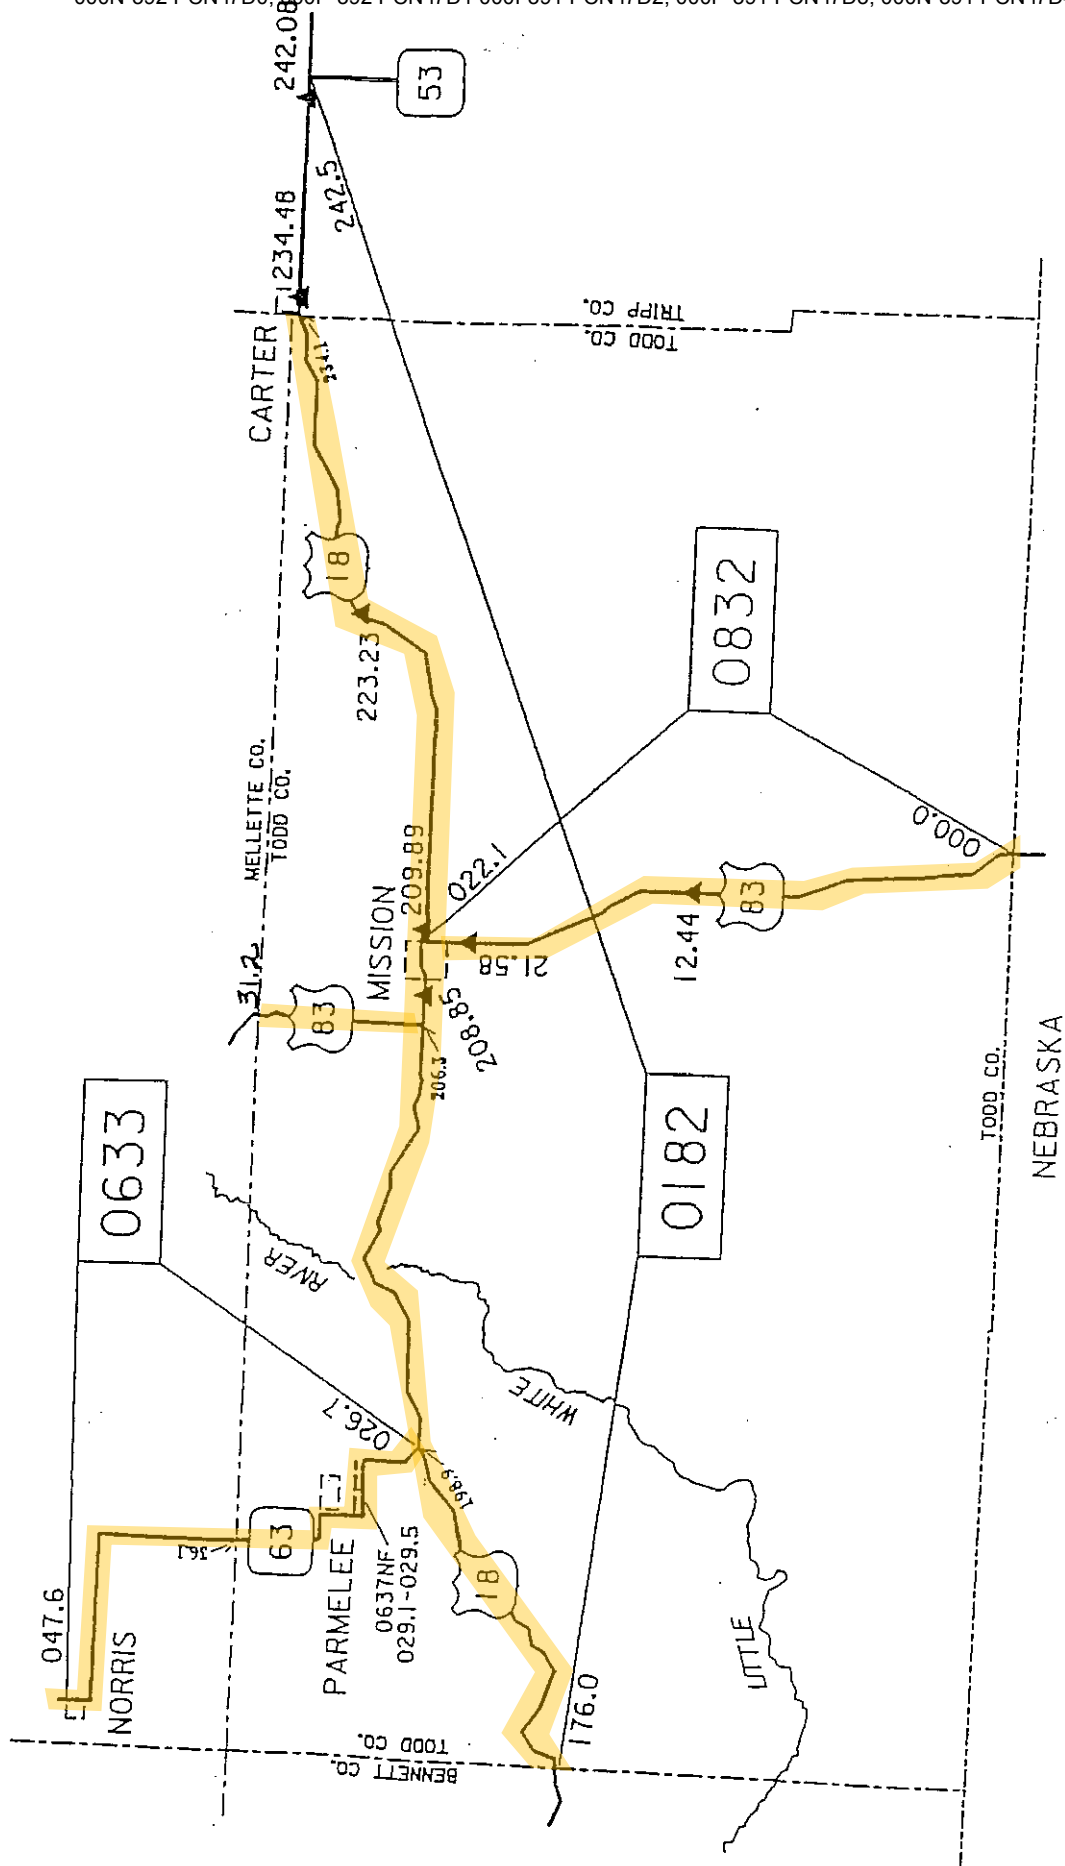 242.08
53
234.48
242.5
TRIPP CO.
TODD CO.
CARTER
234.1
18
223.23
0832
MELLETTE CO.
TODD CO.
209.89
022.1
000.0
MISSION
83
12.44
21.58
31.2
83
208.85
206.3
TODD CO.
NEBRASKA
0633
0182
RIVER
WHITE
026.7
198.9
63
36.1
PARMELEE
0637NF
029.1-029.5
18
047.6
NORRIS
176.0
LITTLE
TODD CO.
BENNETT CO.